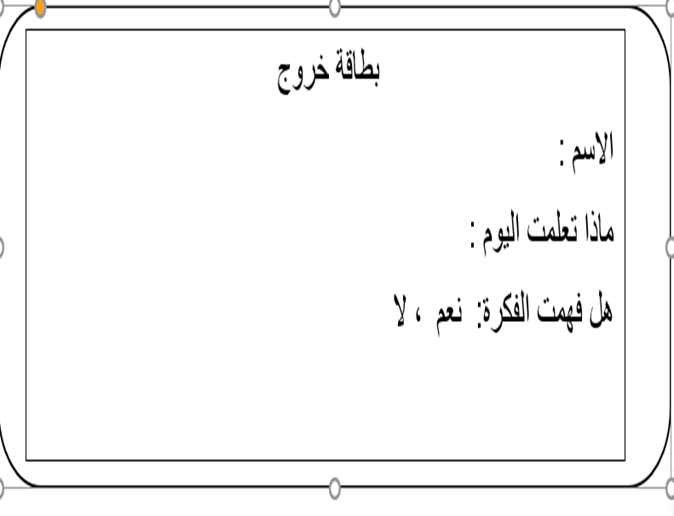 بطاقة خروج
الاسم :
ماذا تعلمت اليوم :
هل فهمت الفكرة: نعم ، لا